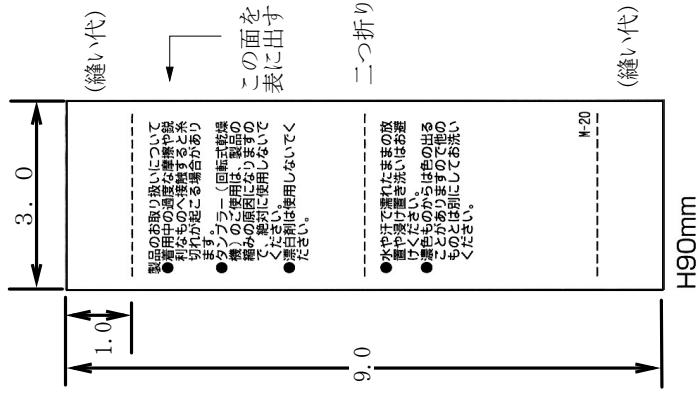 3.0
(縫い代)
1.0
この面を
表に出す
製品のお取り扱いについて
●着用中の過度な摩擦や鋭
利なものへ接触すると糸
切れが起こる場合があり
ます。
●タンブラー(回転式乾燥
機)のご使用は、製品の
縮みの原因になりますの
で、絶対に使用しないで
ください。
●漂白剤は使用しないでく
ださい。
二つ折り
9.0
●水や汗で濡れたままの放
置や浸け置き洗いはお避
けください。
●濃色ものからは色の出る
ことがありますので他の
ものとは別にしてお洗い
ください。
M-20
(縫い代)
H90mm